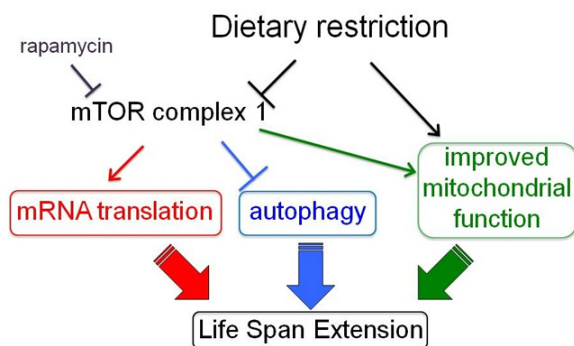 Dietary restriction
rapamycin
mTOR complex 1
mRNA translation
autophagy
improved
mitochondrial
function
Life Span Extension